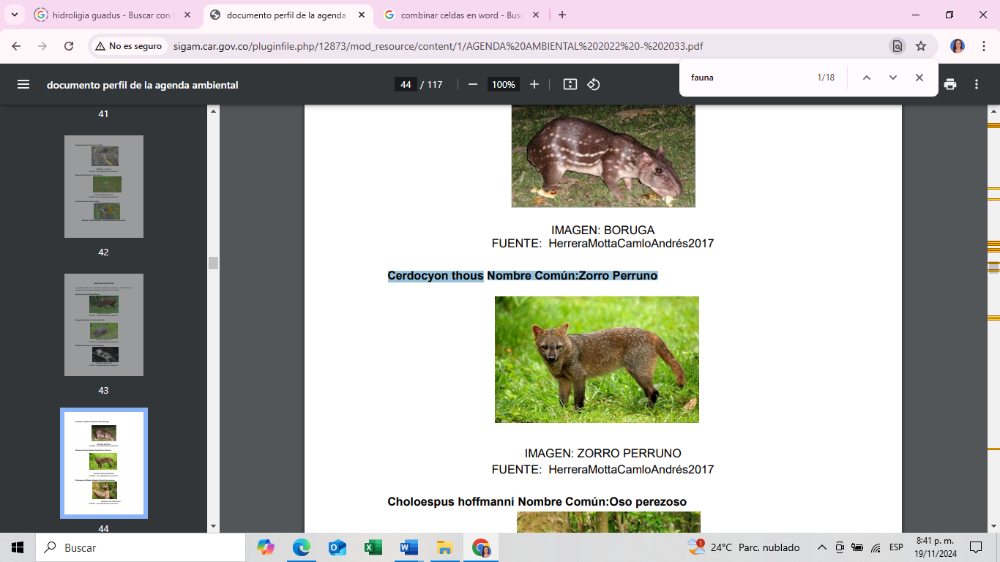 hidroligia guadus - Buscar con
documento perfil de la agenda
combinar celdas en word - Bus
No es seguro
sigam.car.gov.co/pluginfile.php/12873/mod_resource/content/1/AGENDA%20AMBIENTAL%202022%20-%202033.pdf
fauna
1/18
documento perfil de la agenda ambiental
44 / 117
100%
41
42
43
44
IMAGEN: BORUGA
FUENTE: HerreraMottaCamloAndrés2017
Cerdocyon thous Nombre Común:Zorro Perruno
IMAGEN: ZORRO PERRUNO
FUENTE: HerreraMottaCamloAndrés2017
Choloespus hoffmanni Nombre Común:Oso perezoso
Buscar
1
24°C Parc. nublado
ESP
8:41 p. m.
19/11/2024